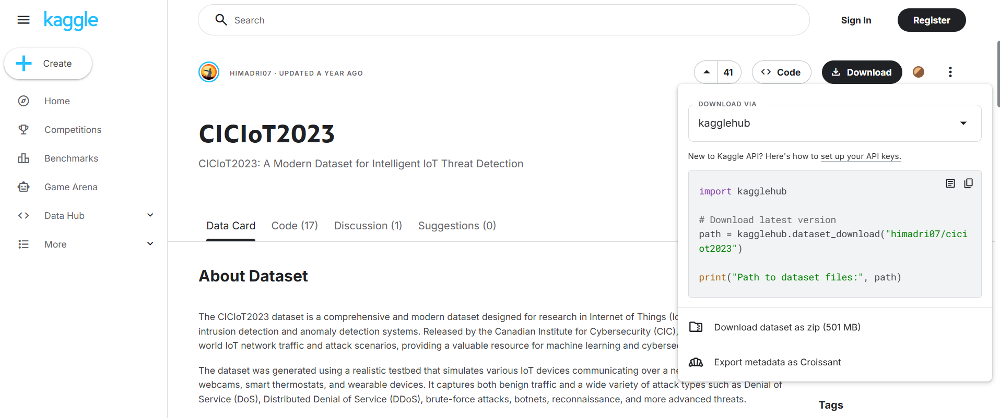 kaggle
Search
Sign In
Register
Create
Home
Competitions
Benchmarks
Game Arena
Data Hub
More
HIMADRI07 · UPDATED A YEAR AGO
41
Code
Download
CICIoT2023
CICIoT2023: A Modern Dataset for Intelligent IoT Threat Detection
Data Card
Code (17)
Discussion (1)
Suggestions (0)
About Dataset
The CICIoT2023 dataset is a comprehensive and modern dataset designed for research in Internet of Things
intrusion detection and anomaly detection systems. Released by the Canadian Institute for Cybersecurity (CIC),
world IoT network traffic and attack scenarios, providing a valuable resource for machine learning and
The dataset was generated using a realistic testbed that simulates various IoT devices communicating over a
webcams, smart thermostats, and wearable devices. It captures both benign traffic and a wide variety of attack types such as Denial of
Service (DoS), Distributed Denial of Service (DDoS), brute-force attacks, botnets, reconnaissance, and more advanced threats.
DOWNLOAD VIA
kagglehub
New to Kaggle API? Here's how to set up your API keys.
import kagglehub
# Download latest version
path = kagglehub.dataset_download("himadri07/cici
ot2023")
print("Path to dataset files:", path)
Download dataset as zip (501 MB)
Export metadata as Croissant
Tags